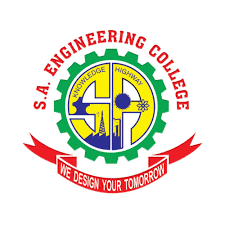 S.A. ENGINEERING COLLEGE
KNOWLEDGE HIGHWAY
SA
WE DESIGN YOUR TOMORROW